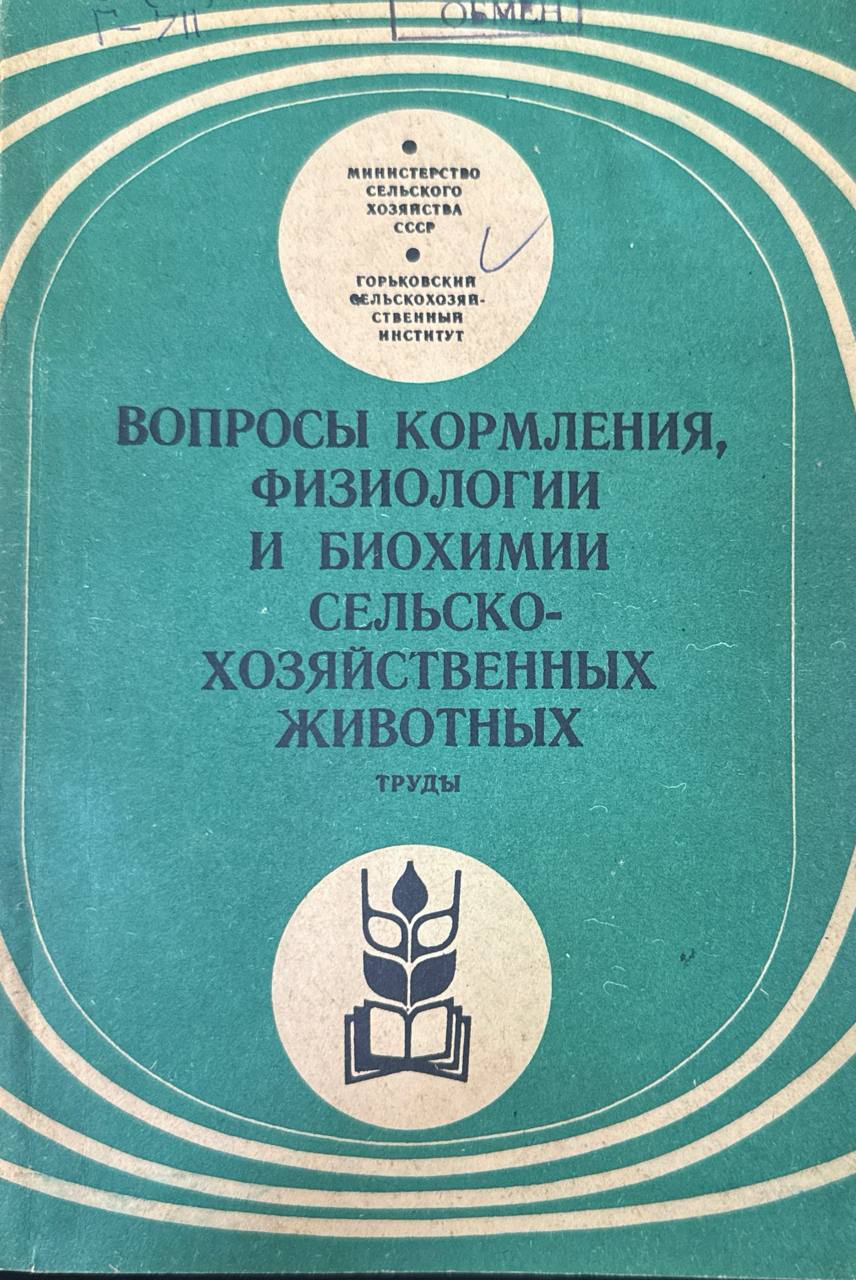 ОБМЕН
МИНИСТЕРСТВО
СЕЛЬСКОГО
ХОЗЯЙСТВА
СССР
ГОРЬКОВСКИЙ
СЕЛЬСКОХОЗЯЙ-
СТВЕННЫЙ
ИНСТИТУТ
ВОПРОСЫ КОРМЛЕНИЯ,
ФИЗИОЛОГИИ
И БИОХИМИИ
СЕЛЬСКО-
ХОЗЯЙСТВЕННЫХ
ЖИВОТНЫХ
ТРУДЫ